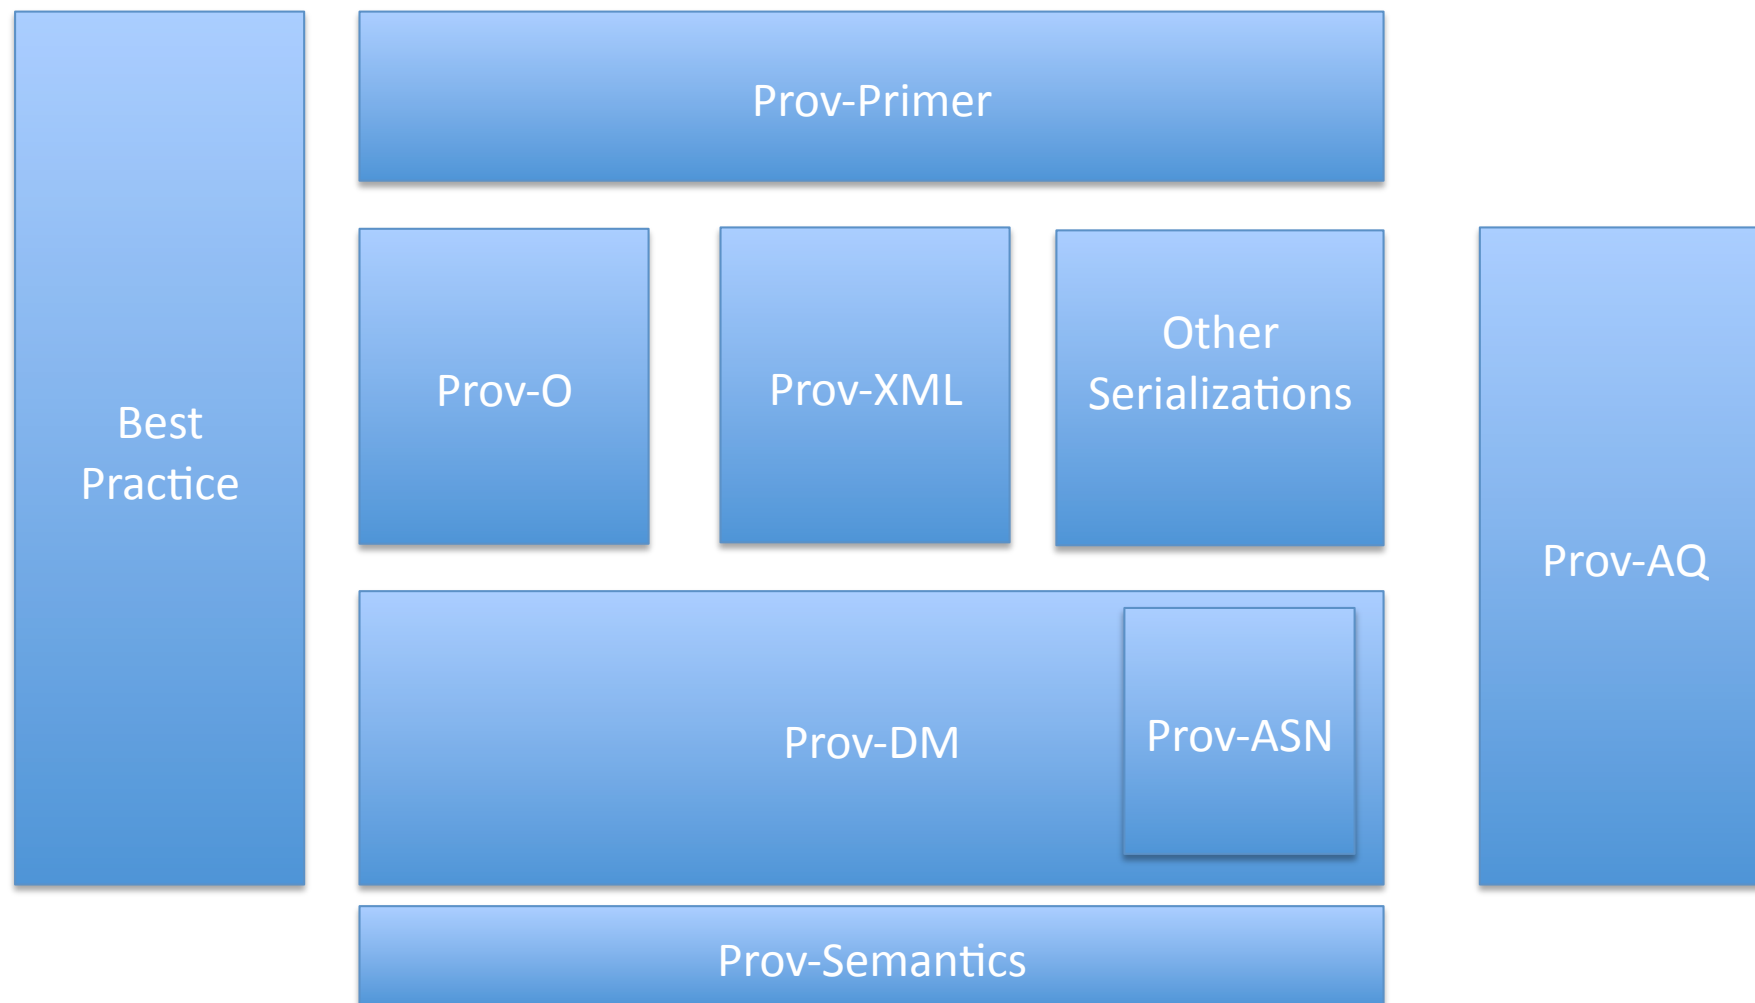 Prov-Primer
Best
Practice
Prov-O
Prov-XML
Other
Serializations
Prov-AQ
Prov-DM
Prov-ASN
Prov-Semantics